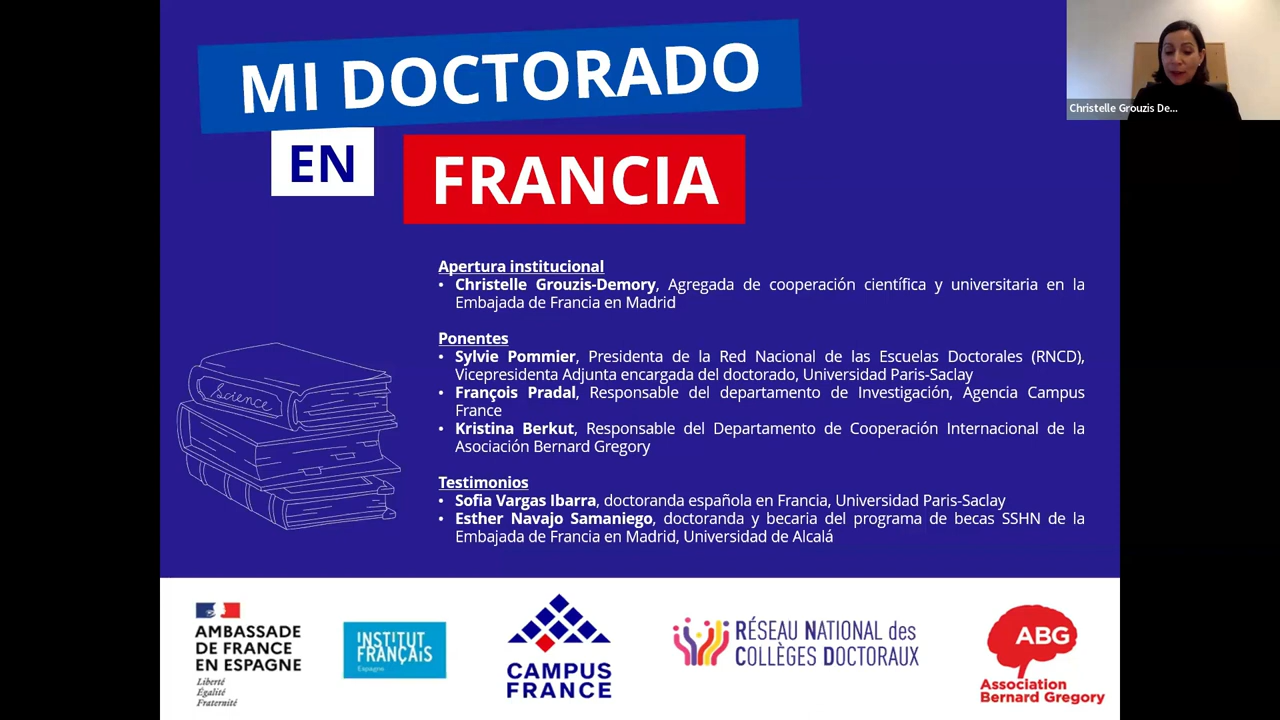 MI DOCTORADO
EN
FRANCIA
Christelle Grouzis De...
Apertura institucional
• Christelle Grouzis-Demory, Agregada de cooperación científica y universitaria en la
Embajada de Francia en Madrid
Ponentes
• Sylvie Pommier, Presidenta de la Red Nacional de las Escuelas Doctorales (RNCD),
Vicepresidenta Adjunta encargada del doctorado, Universidad Paris-Saclay
• François Pradal, Responsable del departamento de Investigación, Agencia Campus
France
• Kristina Berkut, Responsable del Departamento de Cooperación Internacional de la
Asociación Bernard Gregory
Testimonios
• Sofia Vargas Ibarra, doctoranda española en Francia, Universidad Paris-Saclay
• Esther Navajo Samaniego, doctoranda y becaria del programa de becas SSHN de la
Embajada de Francia en Madrid, Universidad de Alcalá
Science
AMBASSADE
DE FRANCE
EN ESPAGNE
Liberté
Égalité
Fraternité
INSTITUT
FRANÇAIS
Espagne
CAMPUS
FRANCE
RÉSEAU NATIONAL des
COLLÈGES DOCTORAUX
ABG
Association
Bernard Gregory